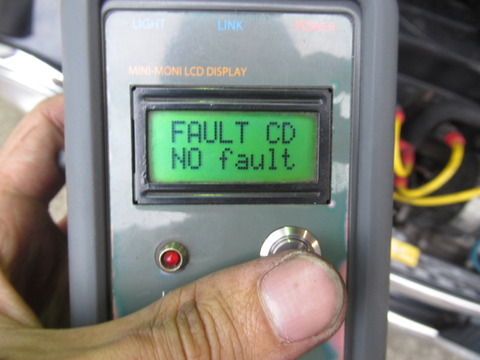 LIGHT LINK POWER
MINI-MONI LCD DISPLAY
FAULT CD
NO fault